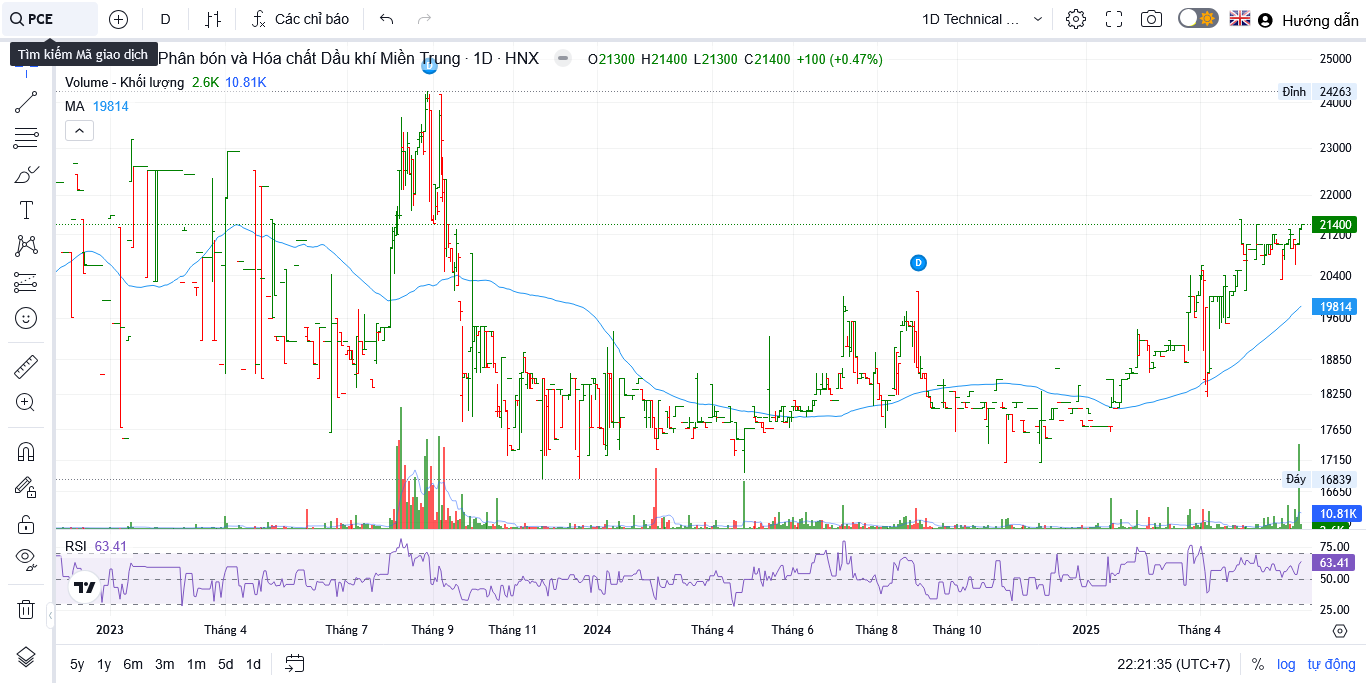 PCE
D
Các chỉ báo
1D Technical ...
Hướng dẫn
Tìm kiếm Mã giao dịch
Phân bón và Hóa chất Dầu khí Miền Trung · 1D · HNX
O21300 H21400 L21300 C21400 +100 (+0.47%)
Volume - Khối lượng 2.6K 10.81K
MA 19814
D
D
25000
Đỉnh 24263
24000
23000
22000
21400
21200
20400
19814
19600
18850
18250
17650
17150
Đáy 16839
16650
10.81K
RSI 63.41
75.00
63.41
50.00
25.00
2023 Tháng 4 Tháng 7 Tháng 9 Tháng 11 2024 Tháng 4 Tháng 6 Tháng 8 Tháng 10 2025 Tháng 4
5y 1y 6m 3m 1m 5d 1d
22:21:35 (UTC+7) % log tự động